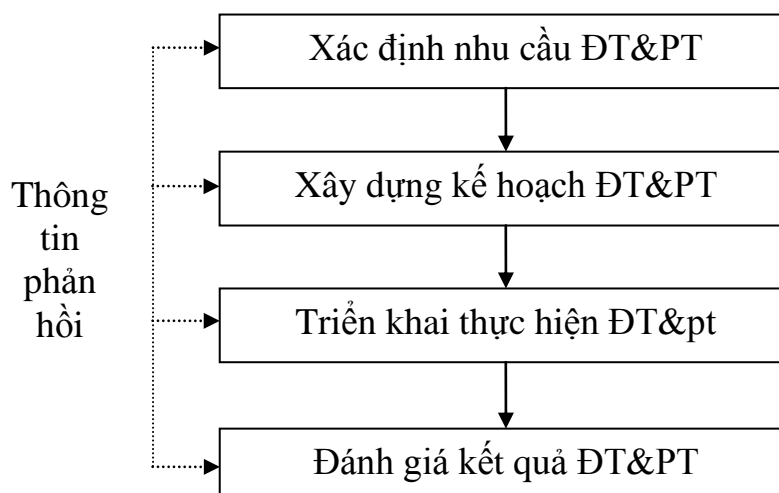 Xác định nhu cầu ĐT&PT
Xây dựng kế hoạch ĐT&PT
Thông
tin
phản
hồi
Triển khai thực hiện ĐT&pt
Đánh giá kết quả ĐT&PT